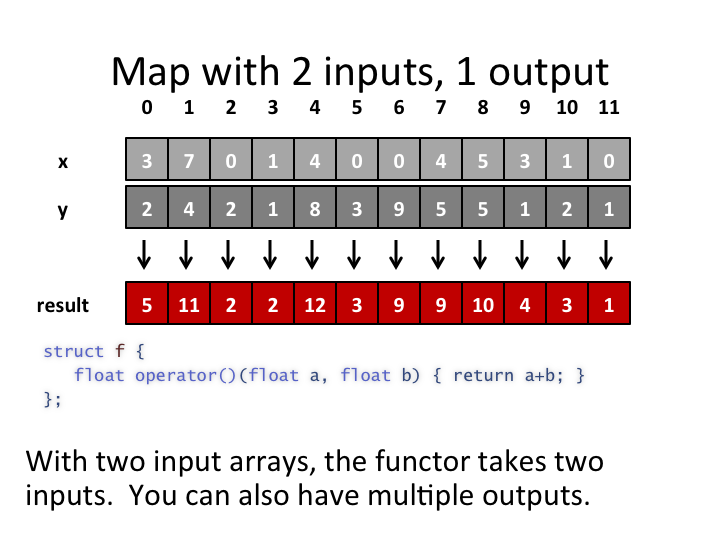 Map with 2 inputs, 1 output
0 1 2 3 4 5 6 7 8 9 10 11
x 3 7 0 1 4 0 0 4 5 3 1 0
y 2 4 2 1 8 3 9 5 5 1 2 1
result 5 11 2 2 12 3 9 9 10 4 3 1
struct f {
float operator()(float a, float b) { return a+b; }
};
With two input arrays, the functor takes two
inputs. You can also have multiple outputs.